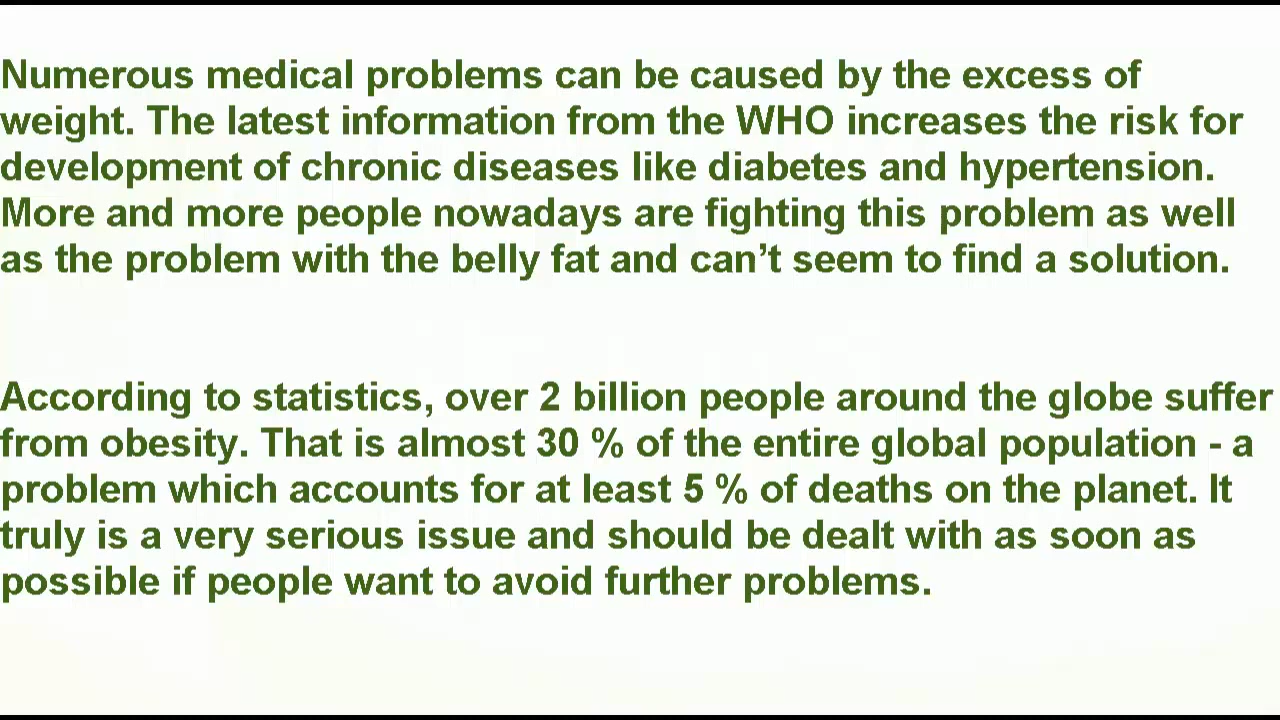 Numerous medical problems can be caused by the excess of
weight. The latest information from the WHO increases the risk for
development of chronic diseases like diabetes and hypertension.
More and more people nowadays are fighting this problem as well
as the problem with the belly fat and can’t seem to find a solution.
According to statistics, over 2 billion people around the globe suffer
from obesity. That is almost 30 % of the entire global population - a
problem which accounts for at least 5 % of deaths on the planet. It
truly is a very serious issue and should be dealt with as soon as
possible if people want to avoid further problems.